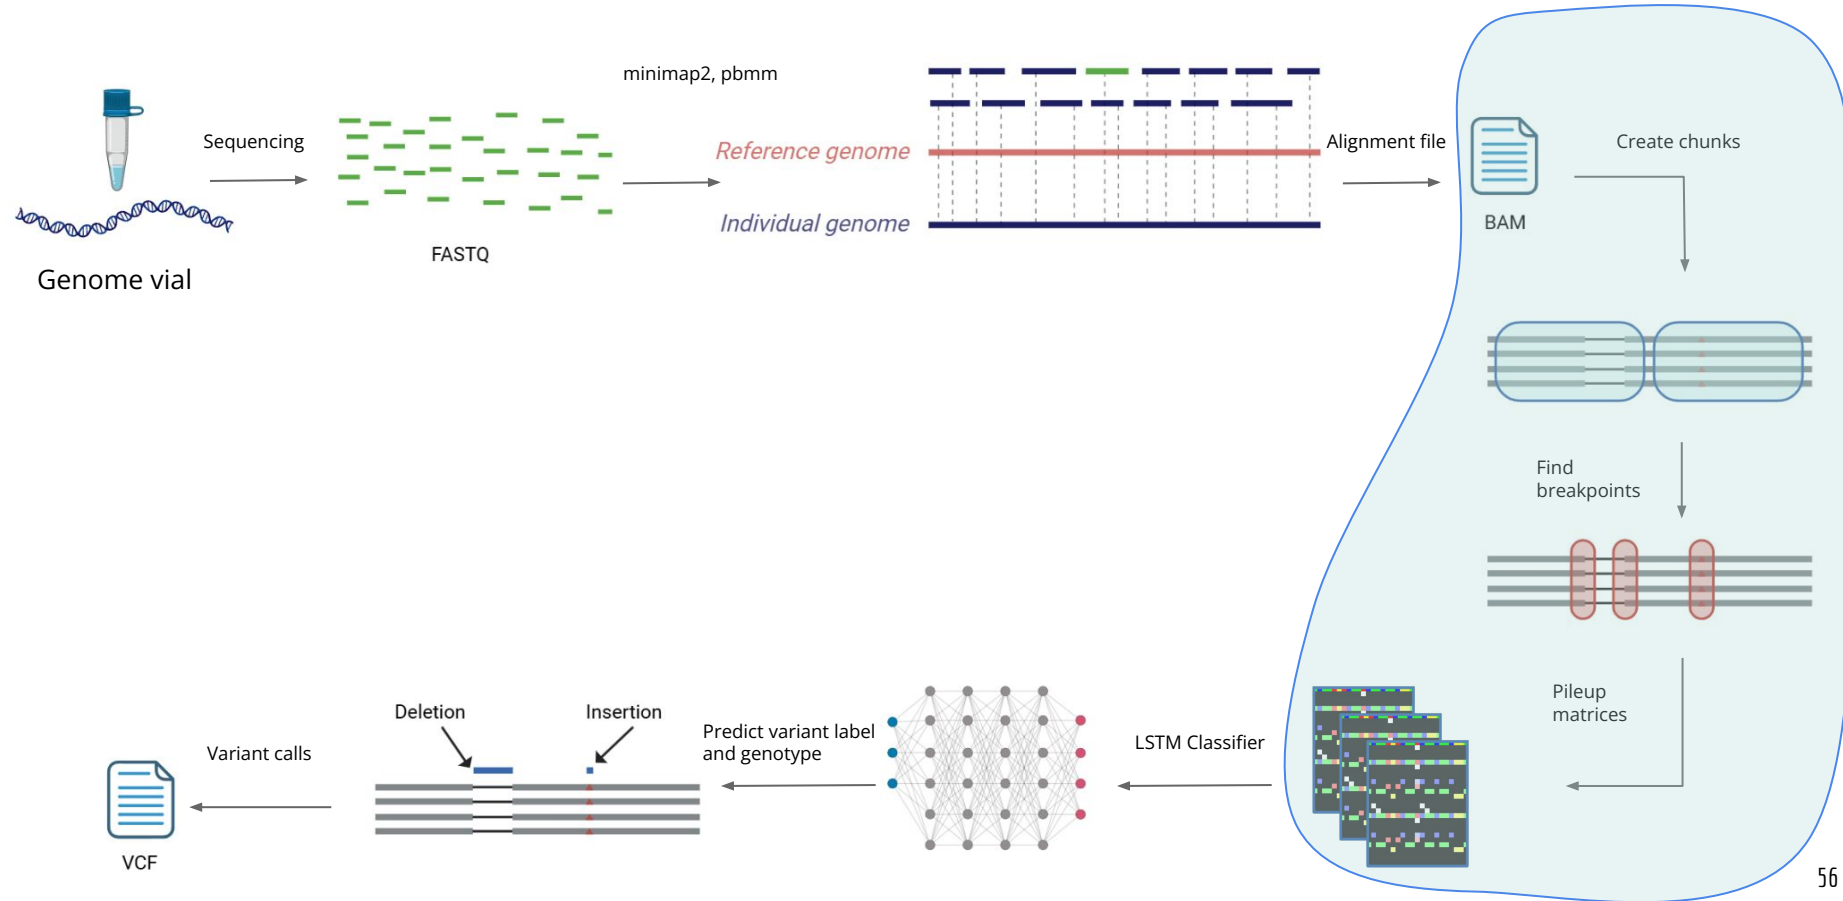 minimap2, pbmm
Sequencing
Reference genome
Alignment file
Create chunks
Individual genome
BAM
FASTQ
Genome vial
Find
breakpoints
Pileup
matrices
Deletion
Insertion
Predict variant label
and genotype
LSTM Classifier
Variant calls
VCF
56